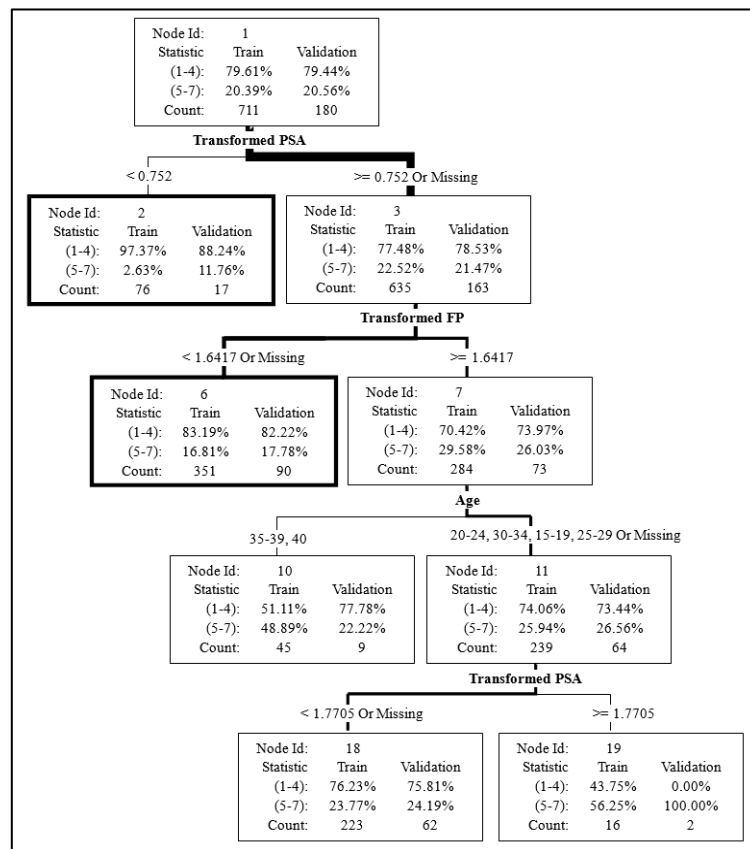 Node Id: 1
Statistic Train Validation
(1-4): 79.61% 79.44%
(5-7): 20.39% 20.56%
Count: 711 180
Transformed PSA
< 0.752
>= 0.752 Or Missing
Node Id: 2
Statistic Train Validation
(1-4): 97.37% 88.24%
(5-7): 2.63% 11.76%
Count: 76 17
Node Id: 3
Statistic Train Validation
(1-4): 77.48% 78.53%
(5-7): 22.52% 21.47%
Count: 635 163
Transformed FP
< 1.6417 Or Missing
>= 1.6417
Node Id: 6
Statistic Train Validation
(1-4): 83.19% 82.22%
(5-7): 16.81% 17.78%
Count: 351 90
Node Id: 7
Statistic Train Validation
(1-4): 70.42% 73.97%
(5-7): 29.58% 26.03%
Count: 284 73
Age
35-39, 40
20-24, 30-34, 15-19, 25-29 Or Missing
Node Id: 10
Statistic Train Validation
(1-4): 51.11% 77.78%
(5-7): 48.89% 22.22%
Count: 45 9
Node Id: 11
Statistic Train Validation
(1-4): 74.06% 73.44%
(5-7): 25.94% 26.56%
Count: 239 64
Transformed PSA
< 1.7705 Or Missing
>= 1.7705
Node Id: 18
Statistic Train Validation
(1-4): 76.23% 75.81%
(5-7): 23.77% 24.19%
Count: 223 62
Node Id: 19
Statistic Train Validation
(1-4): 43.75% 0.00%
(5-7): 56.25% 100.00%
Count: 16 2